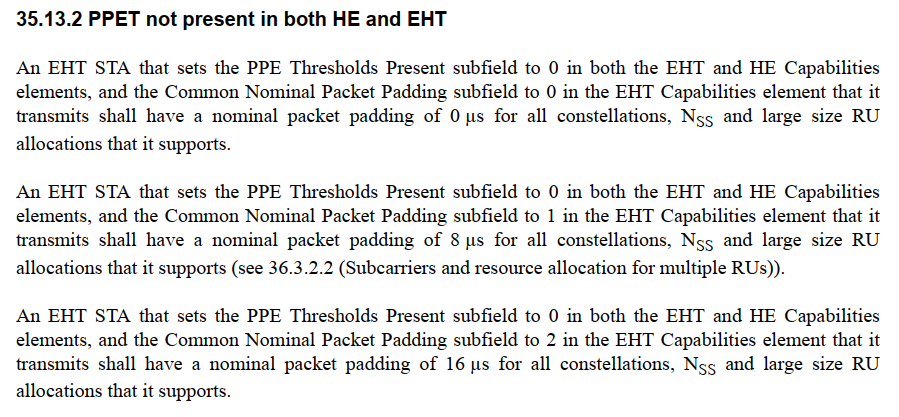 35.13.2 PPET not present in both HE and EHT
An EHT STA that sets the PPE Thresholds Present subfield to 0 in both the EHT and HE Capabilities
elements, and the Common Nominal Packet Padding subfield to 0 in the EHT Capabilities element that it
transmits shall have a nominal packet padding of 0 µs for all constellations, NSS and large size RU
allocations that it supports.
An EHT STA that sets the PPE Thresholds Present subfield to 0 in both the EHT and HE Capabilities
elements, and the Common Nominal Packet Padding subfield to 1 in the EHT Capabilities element that it
transmits shall have a nominal packet padding of 8 µs for all constellations, NSS and large size RU
allocations that it supports (see 36.3.2.2 (Subcarriers and resource allocation for multiple RUs)).
An EHT STA that sets the PPE Thresholds Present subfield to 0 in both the EHT and HE Capabilities
elements, and the Common Nominal Packet Padding subfield to 2 in the EHT Capabilities element that it
transmits shall have a nominal packet padding of 16 µs for all constellations, NSS and large size RU
allocations that it supports.